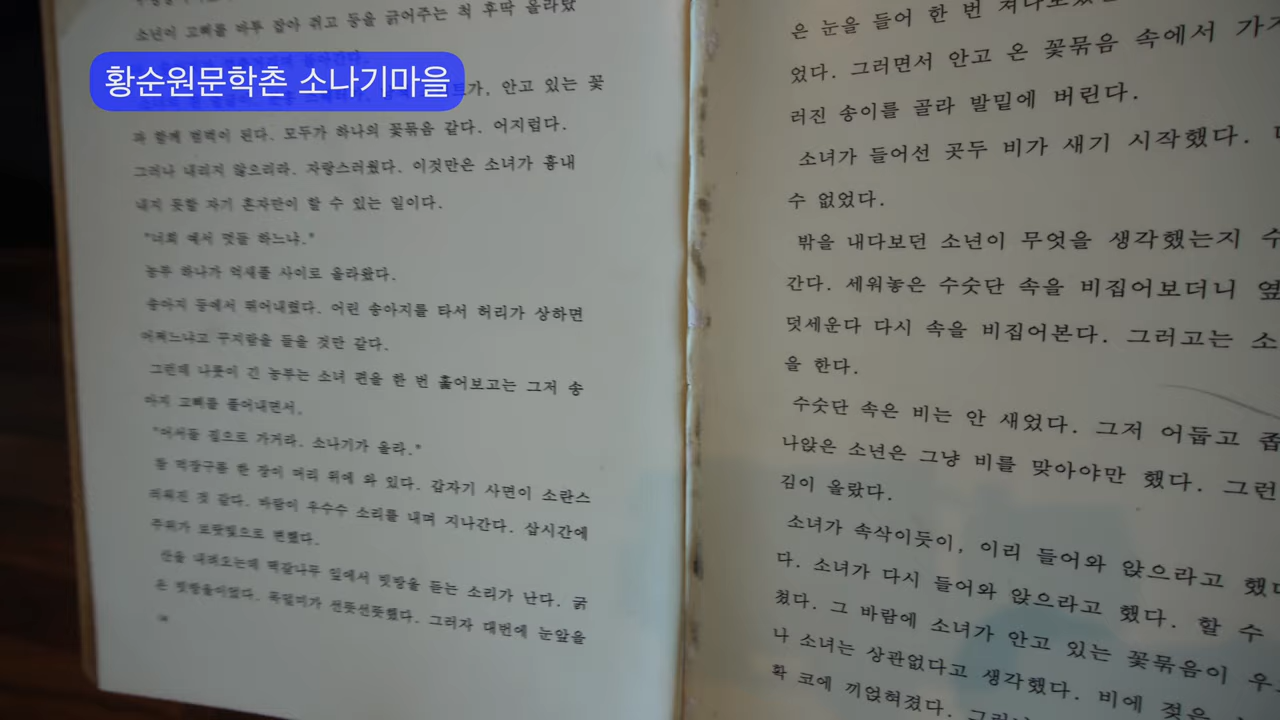 황순원문학촌 소나기마을
소년이 고삐를 바투 잡아 쥐고 등을 긁어주는 척 후딱 올라탔
안고 있는 꽃
과 함께 범벅이 된다. 모두가 하나의 꽃묶음 같다. 어지럽다.
그러나 내리지 않으리라. 자랑스러웠다. 이것만은 소녀가 흉내
내지 못할 자기 혼자만이 할 수 있는 일이다.
"너희 예서 뭣들 하느냐."
농부 하나가 억새풀 사이로 올라왔다.
송아지 등에서 뛰어내렸다. 어린 송아지를 타서 허리가 상하면
어쩌느냐고 꾸지람을 들을 것만 같다.
그런데 나룻이 긴 농부는 소녀 편을 한 번 훑어보고는 그저 송
아지 고삐를 풀어내면서,
"어서들 집으로 가거라. 소나기가 올라."
참 먹장구름 한 장이 머리 위에 와 있다. 갑자기 사면이 소란스
러워진 것 같다. 바람이 우수수 소리를 내며 지나간다. 삽시간에
주위가 보랏빛으로 변했다.
산을 내려오는데 떡갈나무 잎에서 빗방울 듣는 소리가 난다. 굵
은 빗방울이었다. 목덜미가 선뜻선뜻했다. 그러자 대번에 눈앞을
은 눈을 들어 한 번
었다. 그러면서 안고 온 꽃묶음 속에서 가지
러진 송이를 골라 발밑에 버린다.
소녀가 들어선 곳두 비가 새기 시작했다.
수 없었다.
밖을 내다보던 소년이 무엇을 생각했는지 수
간다. 세워놓은 수숫단 속을 비집어보더니 옆
덧세운다 다시 속을 비집어본다. 그러고는 소
을 한다.
수숫단 속은 비는 안 새었다. 그저 어둡고 좁
나앉은 소년은 그냥 비를 맞아야만 했다. 그런
김이 올랐다.
소녀가 속삭이듯이, 이리 들어와 앉으라고 했
다. 소녀가 다시 들어와 앉으라고 했다. 할 수
쳤다. 그 바람에 소녀가 안고 있는 꽃묶음이 우
나 소녀는 상관없다고 생각했다. 비에 젖은
확 코에 끼얹혀졌다.